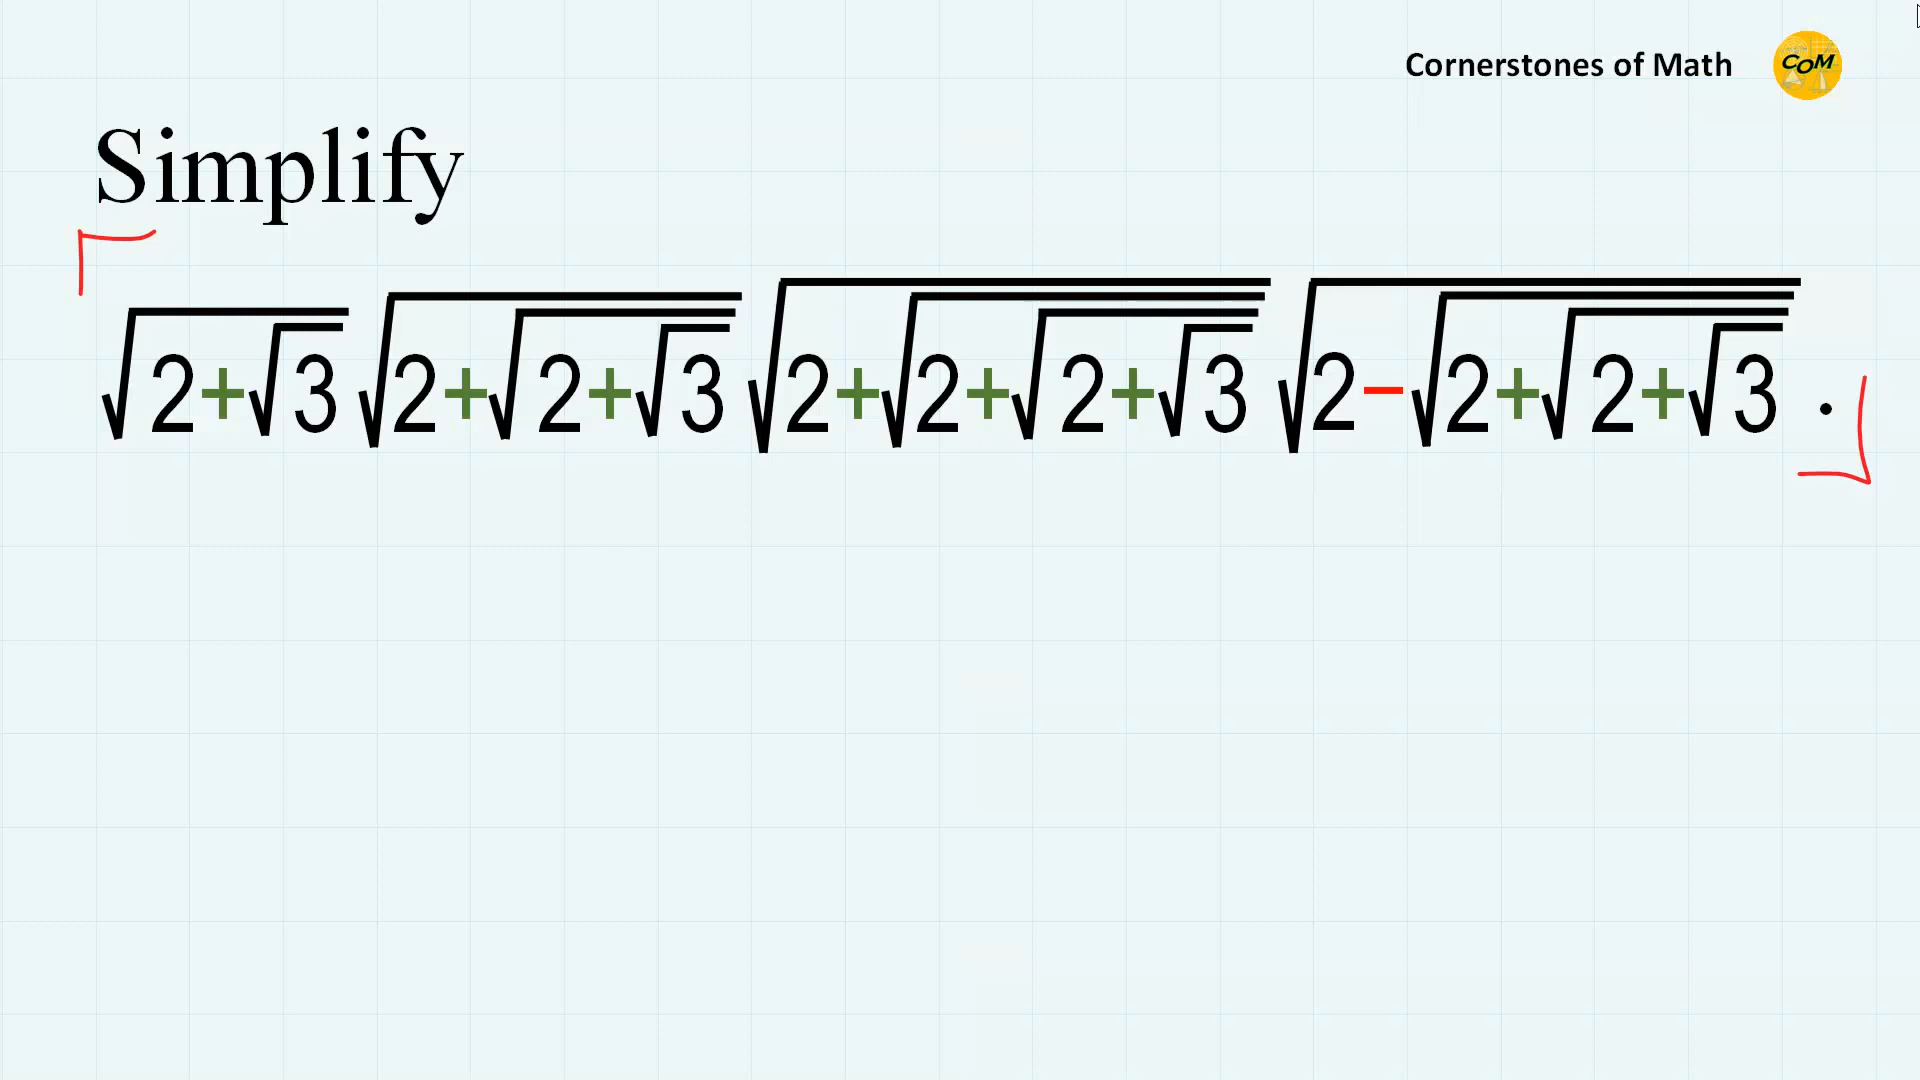 Cornerstones of Math COM
Simplify
√(2+√3) √(2+√(2+√3)) √(2+√(2+√(2+√3))) √(2−√(2+√(2+√3))) .